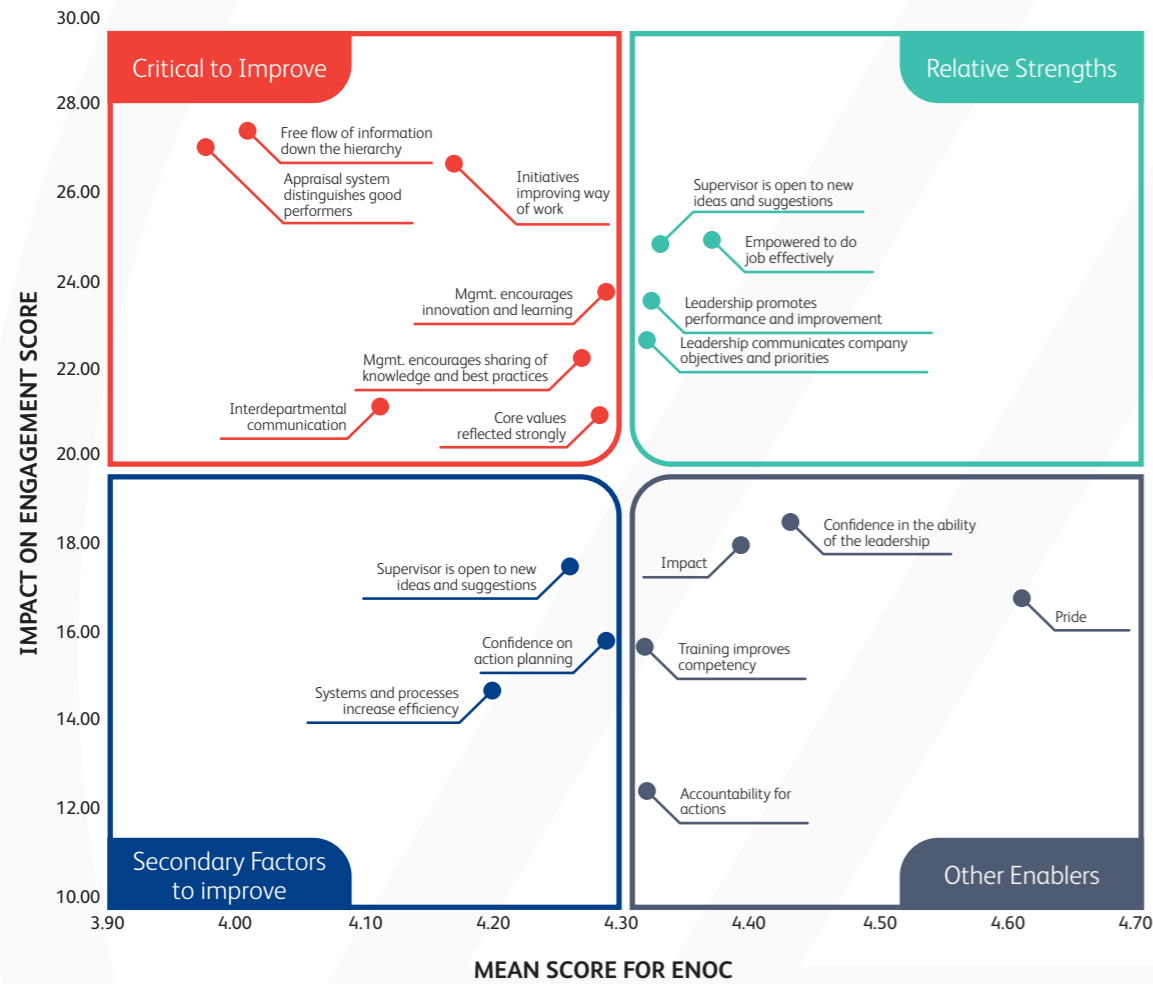 30.00
28.00
26.00
24.00
22.00
20.00
18.00
16.00
14.00
12.00
10.00
IMPACT ON ENGAGEMENT SCORE
Critical to Improve
Free flow of information
down the hierarchy
Appraisal system
distinguishes good
performers
Initiatives
improving way
of work
Mgmt. encourages
innovation and learning
Mgmt. encourages sharing of
knowledge and best practices
Interdepartmental
communication
Core values
reflected strongly
Relative Strengths
Supervisor is open to new
ideas and suggestions
Empowered to do
job effectively
Leadership promotes
performance and improvement
Leadership communicates company
objectives and priorities
Supervisor is open to new
ideas and suggestions
Confidence on
action planning
Systems and processes
increase efficiency
Secondary Factors
to improve
Confidence in the ability
of the leadership
Impact
Pride
Training improves
competency
Accountability for
actions
Other Enablers
3.90
4.00
4.10
4.20
4.30
4.40
4.50
4.60
4.70
MEAN SCORE FOR ENOC